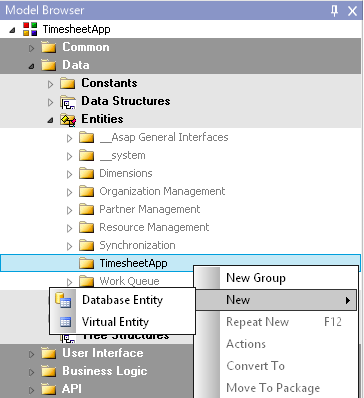 Model Browser
TimesheetApp
Common
Data
Constants
Data Structures
Entities
__Asap General Interfaces
__system
Dimensions
Organization Management
Partner Management
Resource Management
Synchronization
TimesheetApp
Work Queue
New Group
New
Repeat New F12
Actions
Convert To
Move To Package
Database Entity
Virtual Entity
Tree Structures
User Interface
Business Logic
API